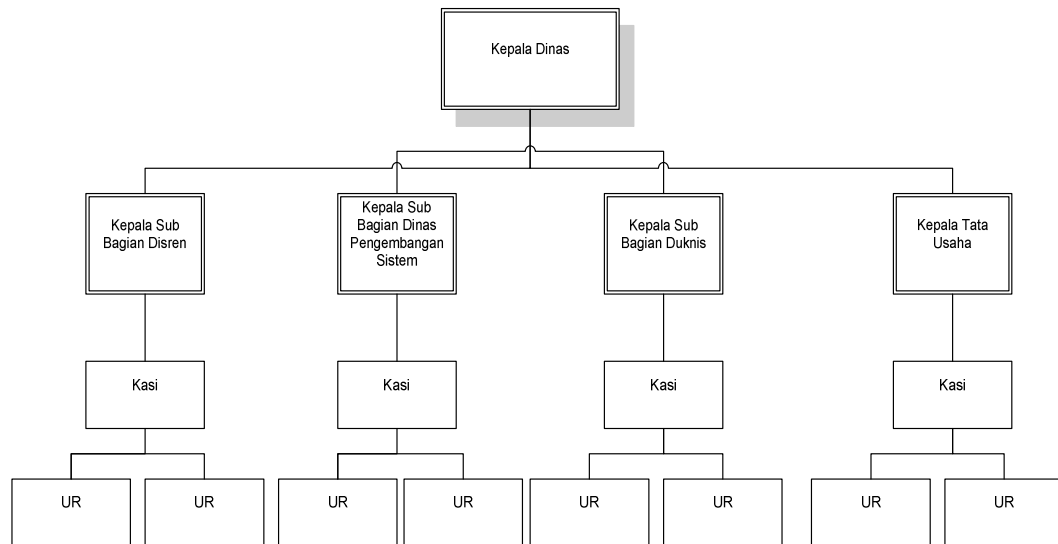 Kepala Dinas
Kepala Sub
Bagian Disren
Kepala Sub
Bagian Dinas
Pengembangan
Sistem
Kepala Sub
Bagian Duknis
Kepala Tata
Usaha
Kasi
Kasi
Kasi
Kasi
UR
UR
UR
UR
UR
UR
UR
UR